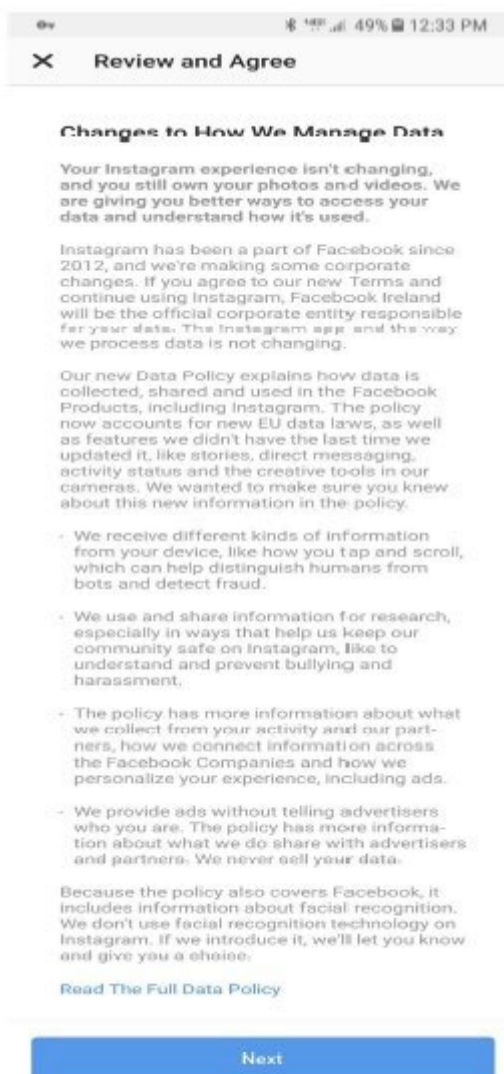 49% 12:33 PM
Review and Agree
Changes to How We Manage Data
Your Instagram experience isn't changing,
and you still own your photos and videos. We
are giving you better ways to access your
data and understand how it's used.
Instagram has been a part of Facebook since
2012, and we're making some corporate
changes. If you agree to our new Terms and
continue using Instagram, Facebook Ireland
will be the official corporate entity responsible
for your data. The Instagram app and the way
we process data is not changing.
Our new Data Policy explains how data is
collected, shared and used in the Facebook
Products, including Instagram. The policy
now accounts for new EU data laws, as well
as features we didn't have the last time we
updated it, like stories, direct messaging,
activity status and the creative tools in our
cameras. We wanted to make sure you knew
about this new information in the policy.
· We receive different kinds of information
from your device, like how you tap and scroll,
which can help distinguish humans from
bots and detect fraud.
· We use and share information for research,
especially in ways that help us keep our
community safe on Instagram, like to
understand and prevent bullying and
harassment.
· The policy has more information about what
we collect from your activity and our part-
ners, how we connect information across
the Facebook Companies and how we
personalize your experience, including ads.
· We provide ads without telling advertisers
who you are. The policy has more informa-
tion about what we do share with advertisers
and partners. We never sell your data.
Because the policy also covers Facebook, it
includes information about facial recognition.
We don't use facial recognition technology on
Instagram. If we introduce it, we'll let you know
and give you a choice.
Read The Full Data Policy
Next